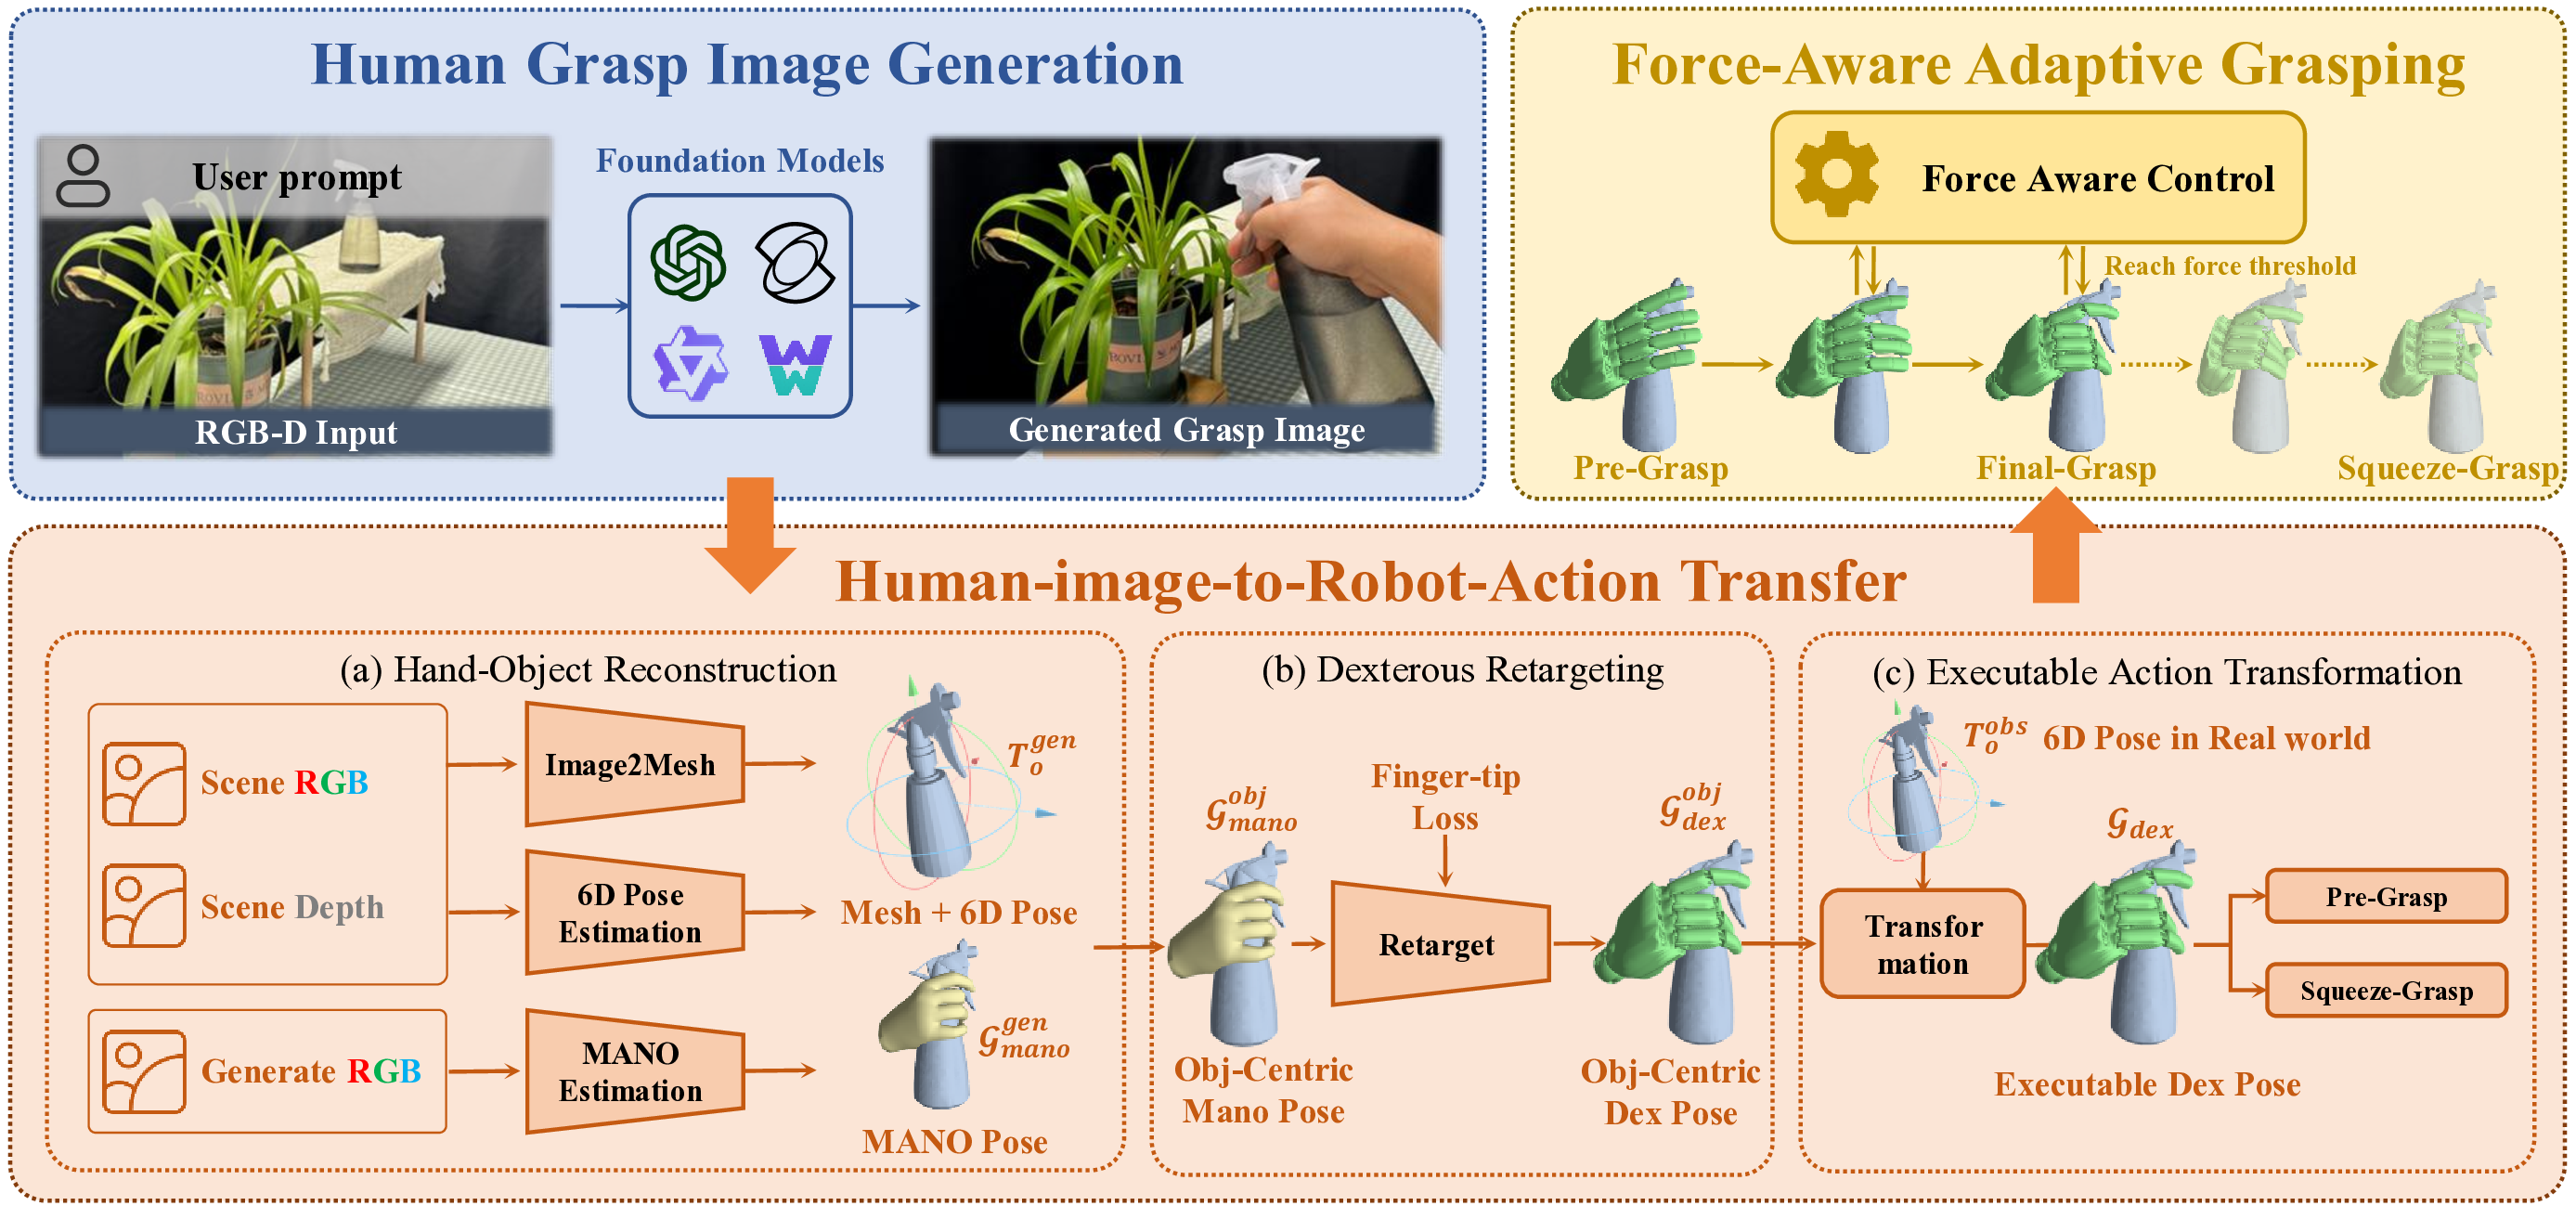 Human Grasp Image Generation
User prompt
RGB-D Input
Foundation Models
Generated Grasp Image
Force-Aware Adaptive Grasping
Force Aware Control
Reach force threshold
Pre-Grasp
Final-Grasp
Squeeze-Grasp
Human-image-to-Robot-Action Transfer
(a) Hand-Object Reconstruction
Scene RGB
Scene Depth
Generate RGB
Image2Mesh
6D Pose
Estimation
MANO
Estimation
T_o^{gen}
Mesh + 6D Pose
𝒢_{mano}^{gen}
MANO Pose
(b) Dexterous Retargeting
𝒢_{mano}^{obj}
Obj-Centric
Mano Pose
Finger-tip
Loss
Retarget
𝒢_{dex}^{obj}
Obj-Centric
Dex Pose
(c) Executable Action Transformation
T_o^{obs} 6D Pose in Real world
Transfor
mation
𝒢_{dex}
Executable Dex Pose
Pre-Grasp
Squeeze-Grasp